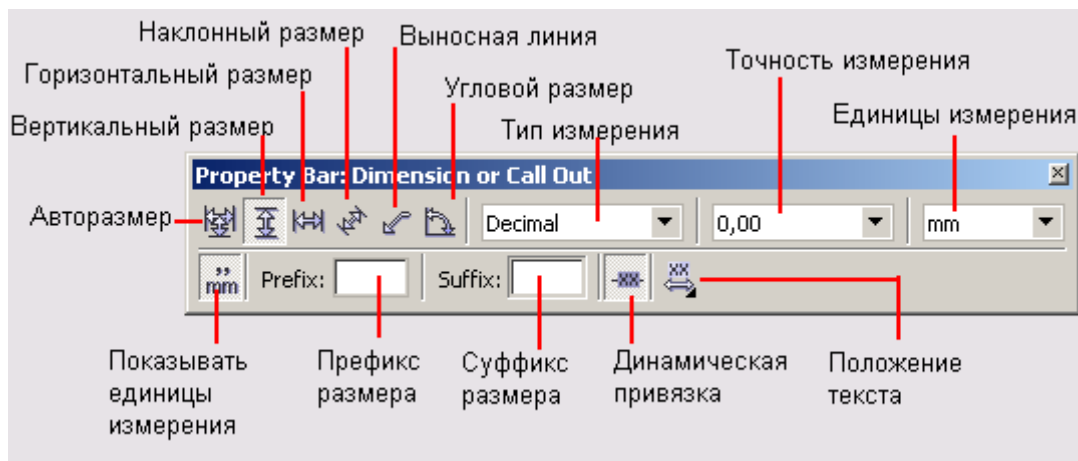 Наклонный размер
Выносная линия
Горизонтальный размер
Точность измерения
Угловой размер
Вертикальный размер
Тип измерения
Единицы измерения
Property Bar: Dimension or Call Out
Авторазмер
Decimal
0,00
mm
,,
mm
Prefix:
Suffix:
-xx-
xx
Показывать
единицы
измерения
Префикс
размера
Суффикс
размера
Динамическая
привязка
Положение
текста